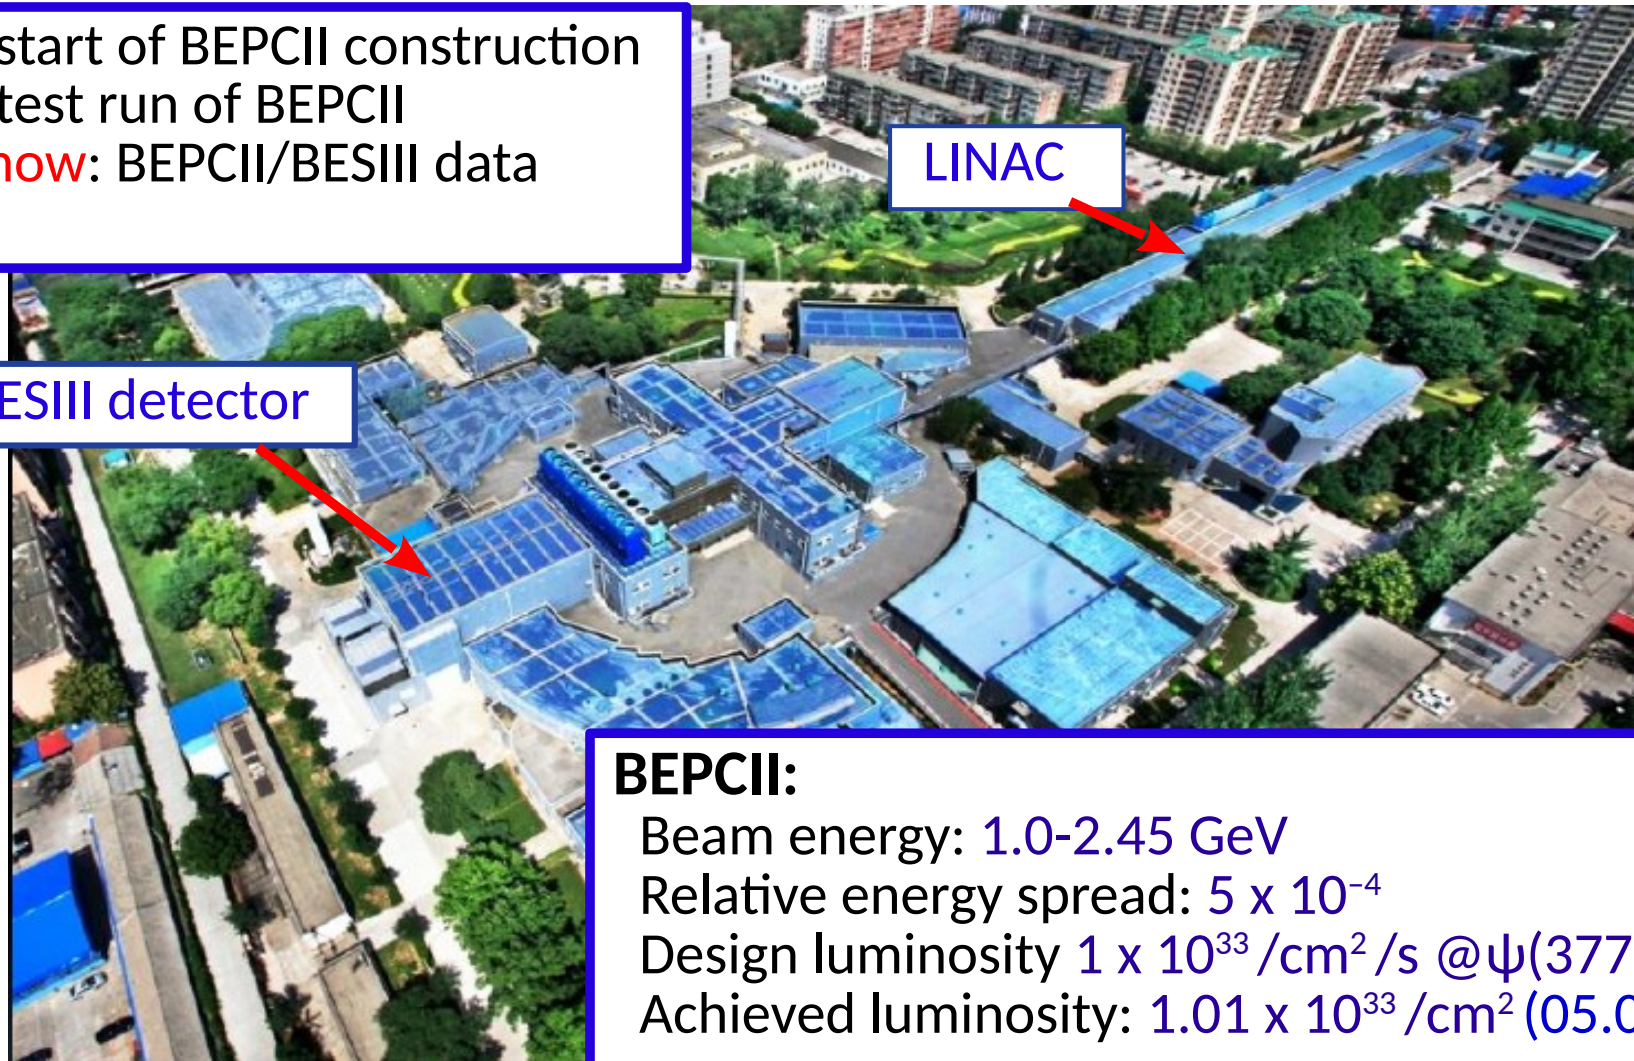 start of BEPCII construction
test run of BEPCII
now: BEPCII/BESIII data
LINAC
ESIII detector
BEPCII:
Beam energy: 1.0-2.45 GeV
Relative energy spread: 5 x 10⁻⁴
Design luminosity 1 x 10³³ /cm² /s @ψ(377
Achieved luminosity: 1.01 x 10³³ /cm² (05.0